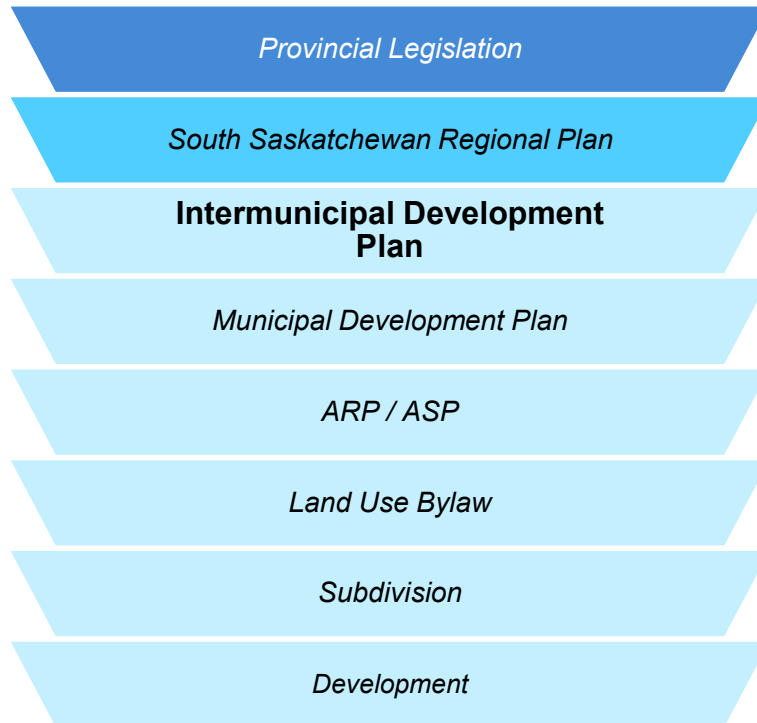 Provincial Legislation
South Saskatchewan Regional Plan
Intermunicipal Development
Plan
Municipal Development Plan
ARP / ASP
Land Use Bylaw
Subdivision
Development